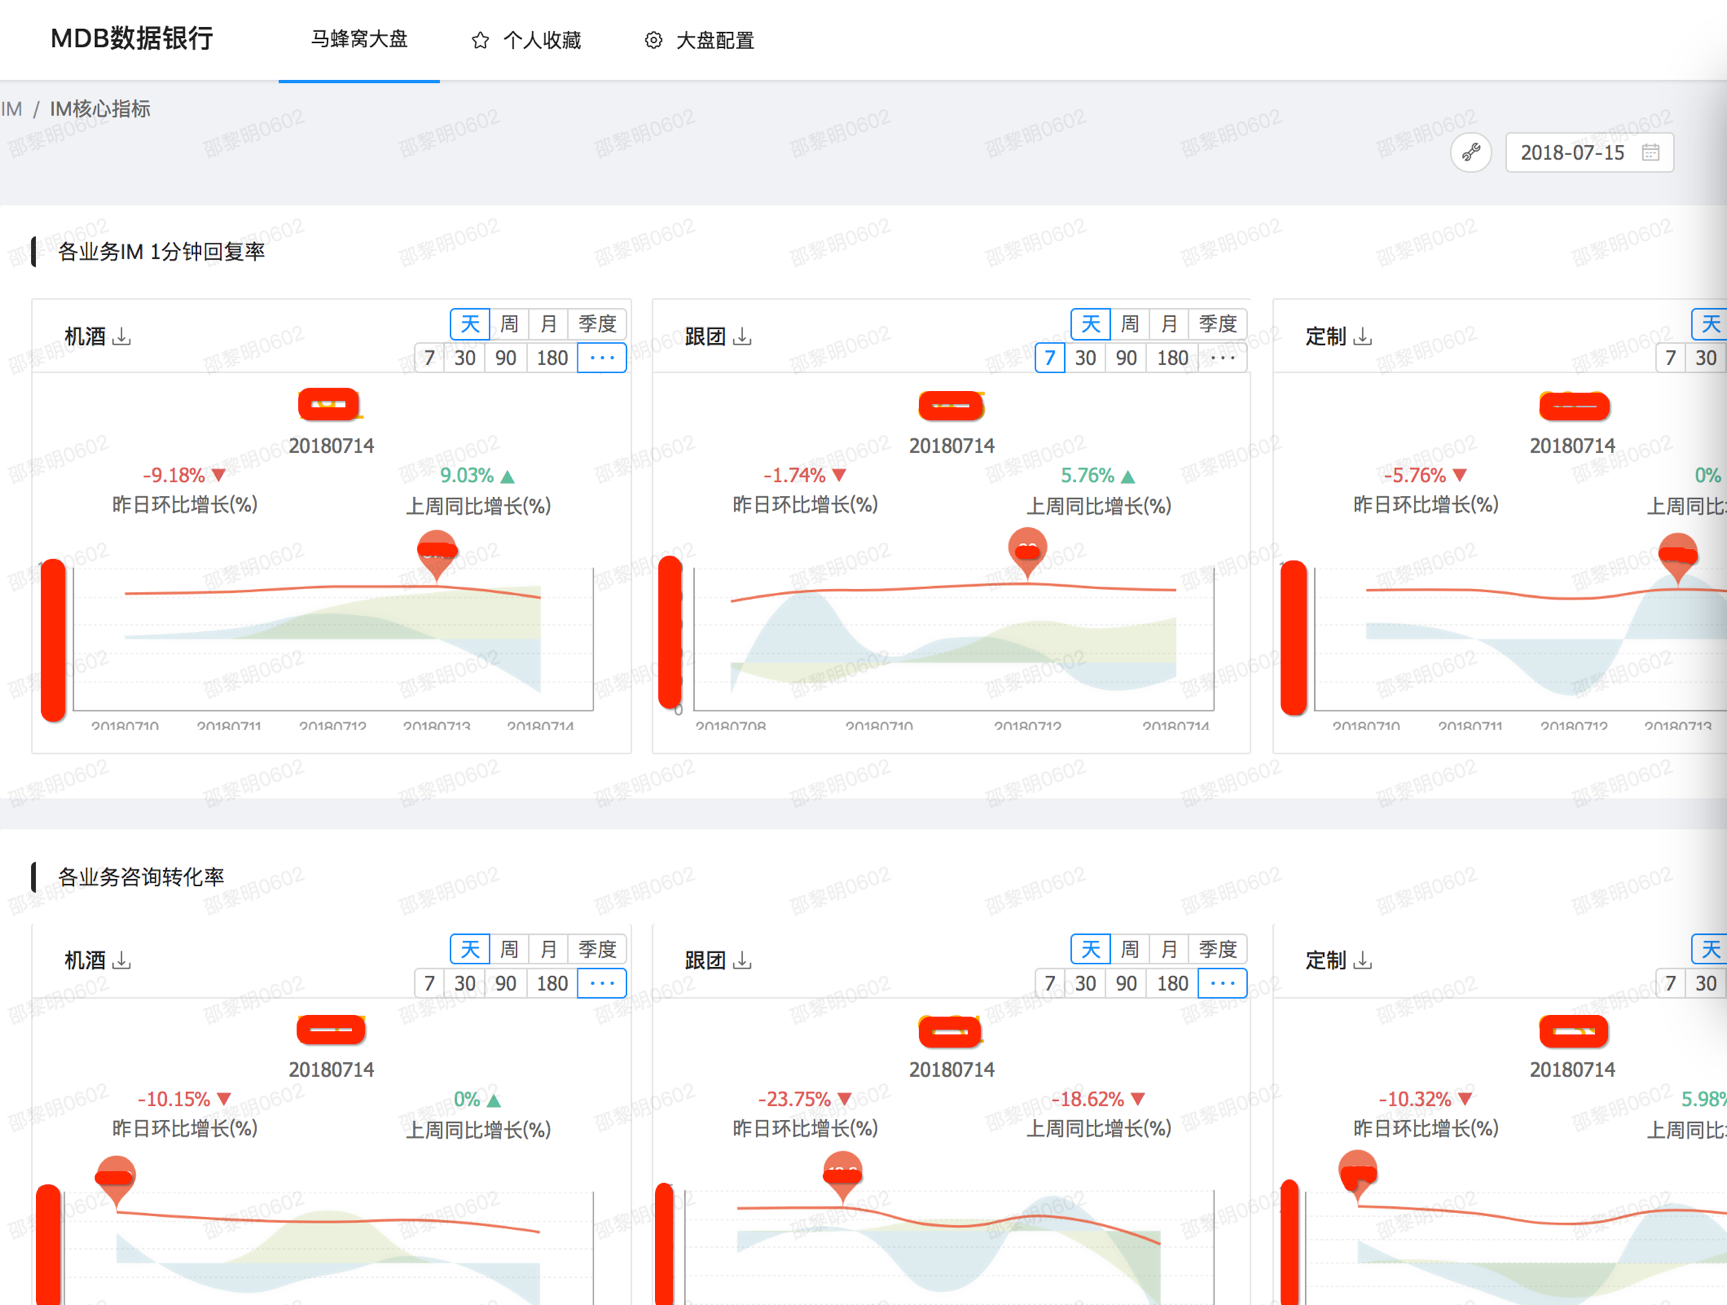 MDB数据银行 马蜂窝大盘 个人收藏 大盘配置
IM / IM核心指标
2018-07-15
各业务IM 1分钟回复率
机酒
天 周 月 季度
7 30 90 180 ···
20180714
-9.18% 9.03%
昨日环比增长(%) 上周同比增长(%)
20180710 20180711 20180712 20180713 20180714
跟团
天 周 月 季度
7 30 90 180 ···
20180714
-1.74% 5.76%
昨日环比增长(%) 上周同比增长(%)
0
20180708 20180710 20180712 20180714
定制
天
7 30
20180714
-5.76% 0%
昨日环比增长(%) 上周同比
20180710 20180711 20180712 20180713
各业务咨询转化率
机酒
天 周 月 季度
7 30 90 180 ···
20180714
-10.15% 0%
昨日环比增长(%) 上周同比增长(%)
跟团
天 周 月 季度
7 30 90 180 ···
20180714
-23.75% -18.62%
昨日环比增长(%) 上周同比增长(%)
定制
天
7 30
20180714
-10.32% 5.98%
昨日环比增长(%) 上周同比
邵黎明0602